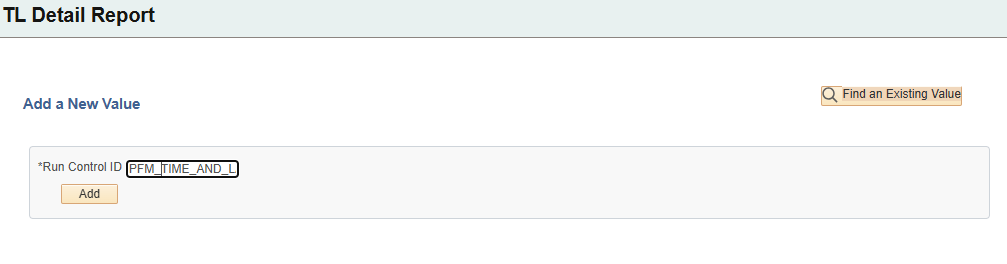 TL Detail Report
Find an Existing Value
Add a New Value
*Run Control ID PFM_TIME_AND_L
Add